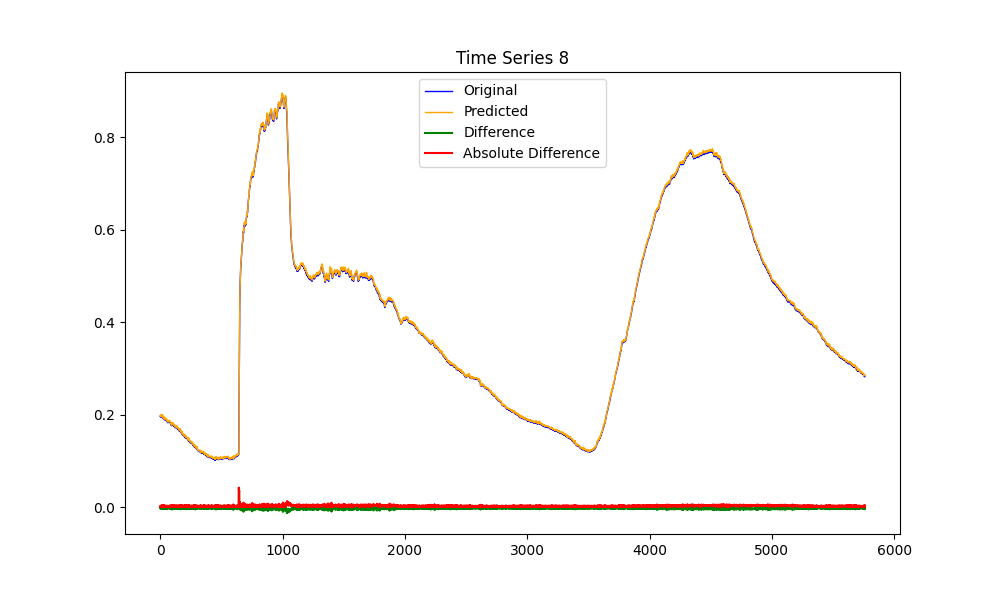 Time Series 8
Original
Predicted
Difference
Absolute Difference
0.8
0.6
0.4
0.2
0.0
0 1000 2000 3000 4000 5000 6000